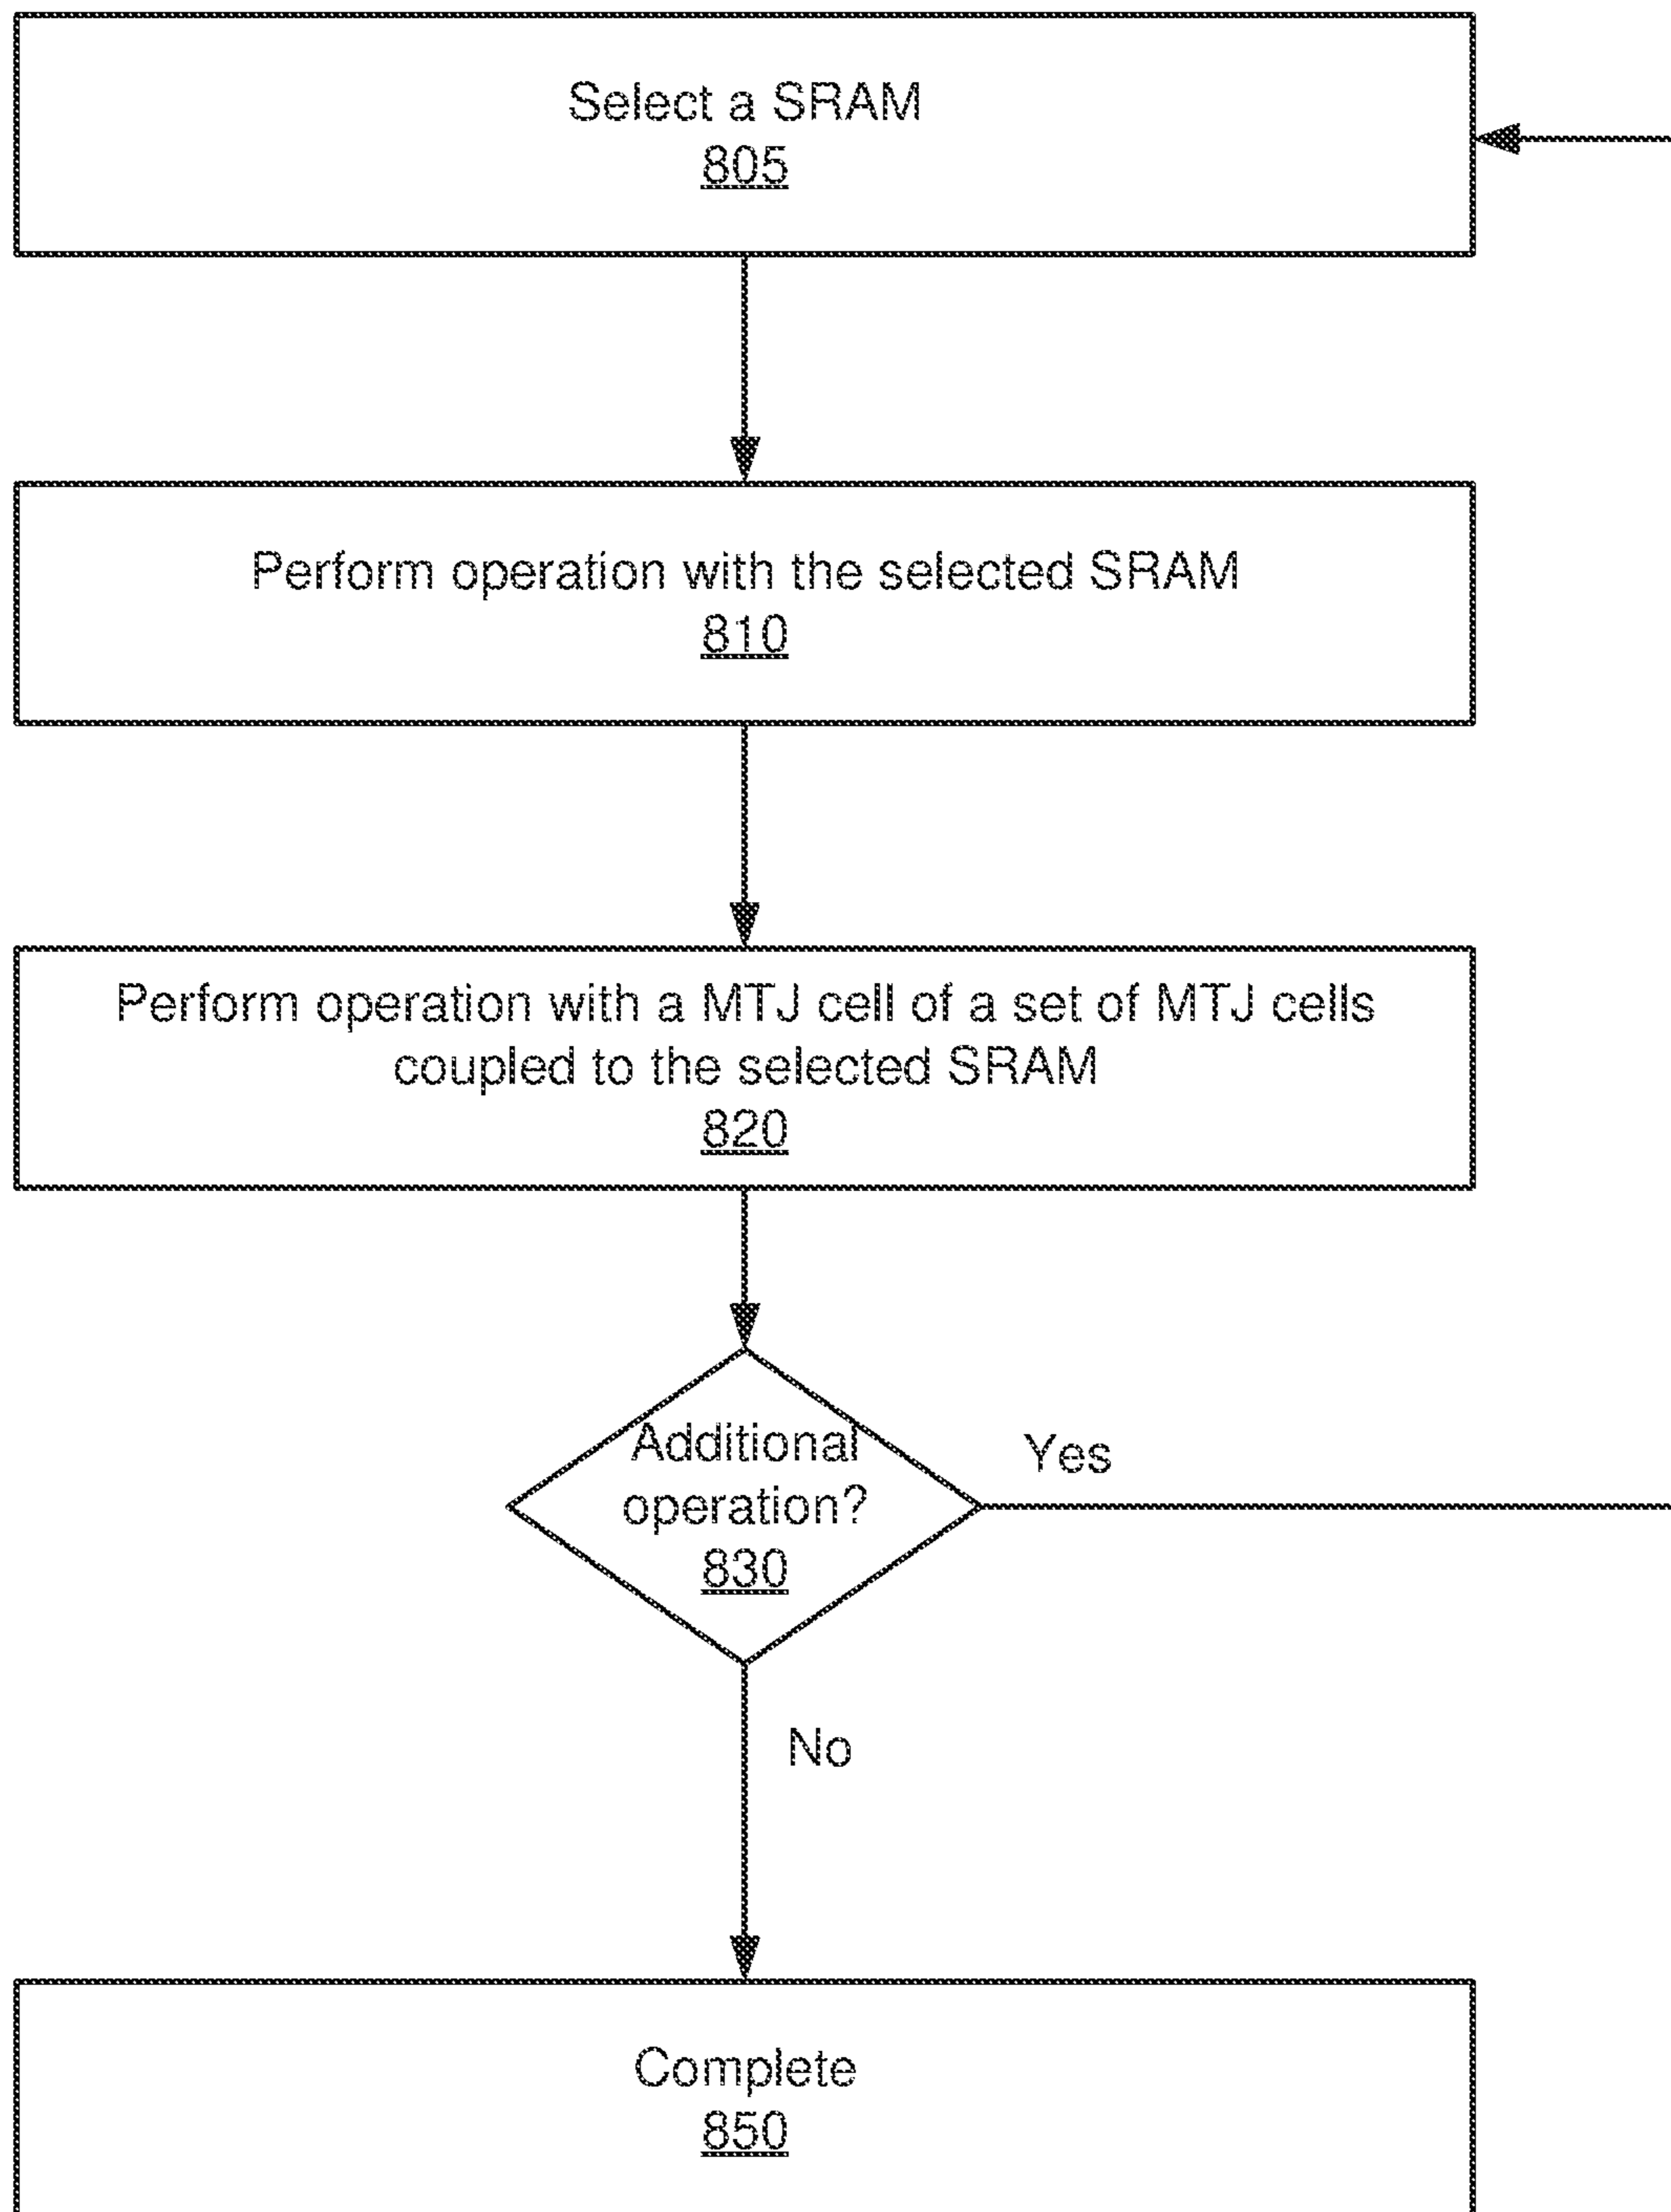 Select a SRAM
805
Perform operation with the selected SRAM
810
Perform operation with a MTJ cell of a set of MTJ cells
coupled to the selected SRAM
820
Additional
operation?
830
Yes
No
Complete
850